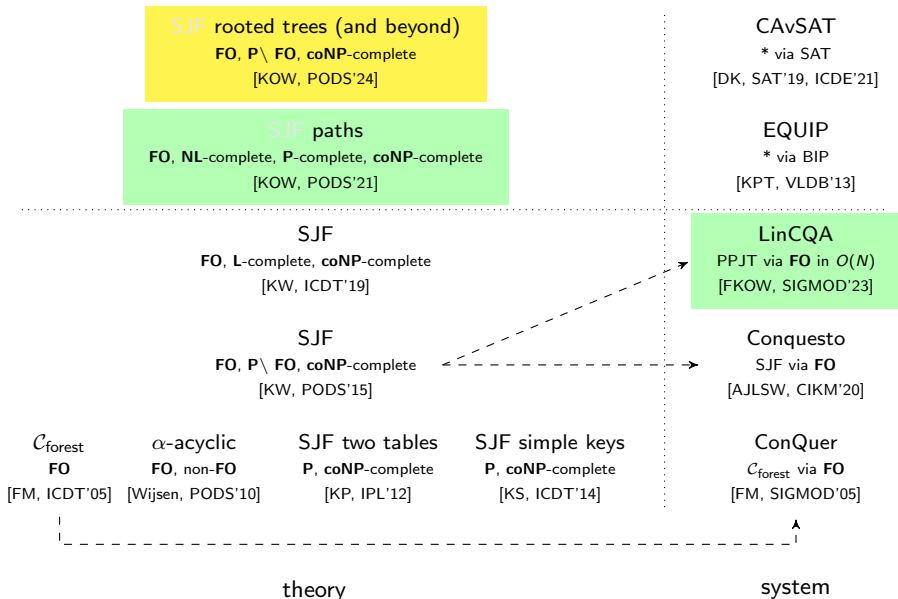 SJF rooted trees (and beyond)
FO, P\ FO, coNP-complete
[KOW, PODS'24]
CAvSAT
* via SAT
[DK, SAT'19, ICDE'21]
SJF paths
FO, NL-complete, P-complete, coNP-complete
[KOW, PODS'21]
EQUIP
* via BIP
[KPT, VLDB'13]
SJF
FO, L-complete, coNP-complete
[KW, ICDT'19]
LinCQA
PPJT via FO in O(N)
[FKOW, SIGMOD'23]
SJF
FO, P\ FO, coNP-complete
[KW, PODS'15]
Conquesto
SJF via FO
[AJLSW, CIKM'20]
𝒞forest
FO
[FM, ICDT'05]
α-acyclic
FO, non-FO
[Wijsen, PODS'10]
SJF two tables
P, coNP-complete
[KP, IPL'12]
SJF simple keys
P, coNP-complete
[KS, ICDT'14]
ConQuer
𝒞forest via FO
[FM, SIGMOD'05]
theory
system